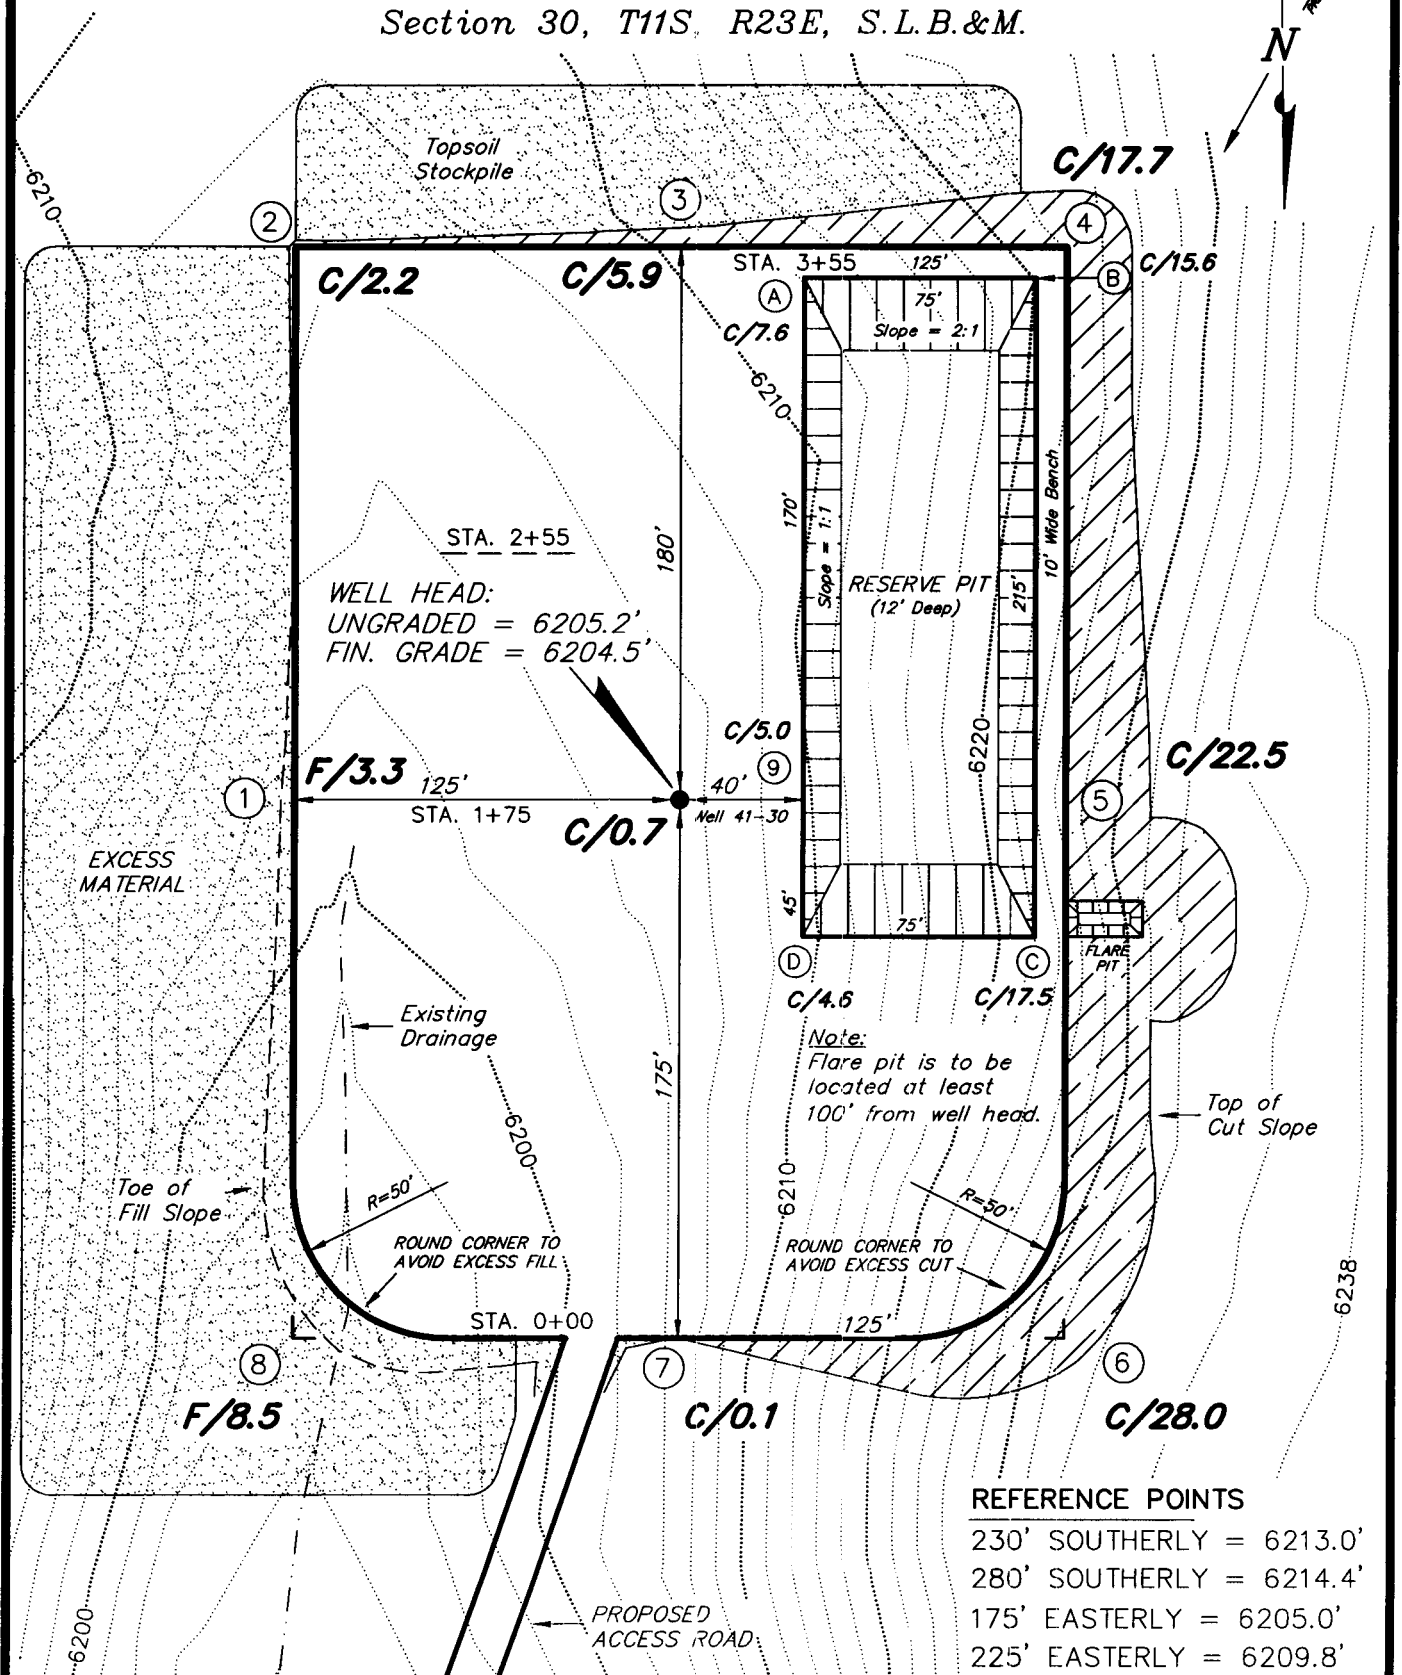 Section 30, T11S, R23E, S.L.B.&M.
N
Topsoil
Stockpile
C/17.7
6210
2
3
4
C/2.2
C/5.9
STA. 3+55
125'
C/15.6
A
B
75'
C/7.6
Slope = 2:1
6210
10' Wide Bench
170'
Slope = 1:1
STA. 2+55
180'
WELL HEAD:
UNGRADED = 6205.2'
FIN. GRADE = 6204.5'
RESERVE PIT
(12' Deep)
215'
C/5.0
6220
C/22.5
F/3.3
9
1
125'
STA. 1+75
40'
Nell 41-30
C/0.7
5
EXCESS
MATERIAL
45'
75'
FLARE
PIT
D
C
C/4.6
C/17.5
Existing
Drainage
Note:
Flare pit is to be
located at least
100' from well head.
175'
6200
Top of
Cut Slope
Toe of
Fill Slope
R=50'
6210
R=50'
ROUND CORNER TO
AVOID EXCESS FILL
ROUND CORNER TO
AVOID EXCESS CUT
6238
STA. 0+00
125'
8
7
6
F/8.5
C/0.1
C/28.0
REFERENCE POINTS
230' SOUTHERLY = 6213.0'
280' SOUTHERLY = 6214.4'
175' EASTERLY = 6205.0'
225' EASTERLY = 6209.8'
6200
PROPOSED
ACCESS ROAD